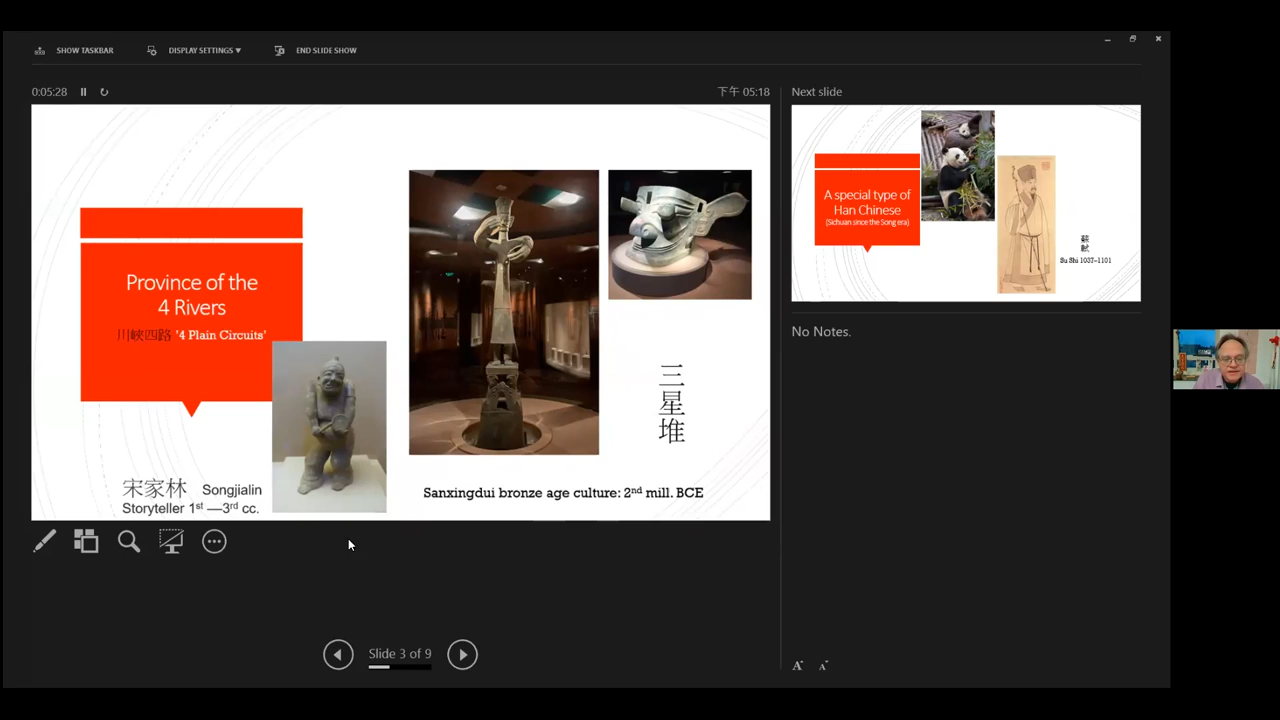 SHOW TASKBAR
DISPLAY SETTINGS ▼
END SLIDE SHOW
0:05:28
下午 05:18
Next slide
Province of the
4 Rivers
川峽四路 '4 Plain Circuits'
宋家林 Songjialin
Storyteller 1st —3rd cc.
三星堆
Sanxingdui bronze age culture: 2nd mill. BCE
A special type of
Han Chinese
(Sichuan since the Song era)
蘇軾
Su Shi 1037–1101
No Notes.
Slide 3 of 9
A
A